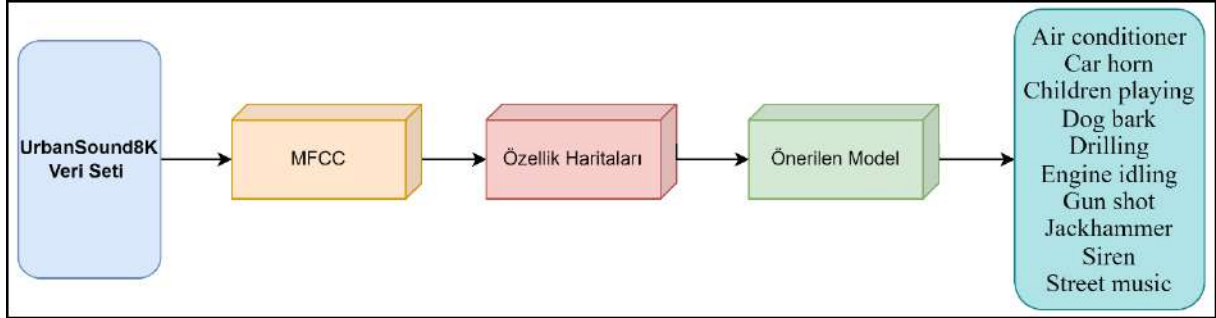 UrbanSound8K
Veri Seti
MFCC
Özellik Haritaları
Önerilen Model
Air conditioner
Car horn
Children playing
Dog bark
Drilling
Engine idling
Gun shot
Jackhammer
Siren
Street music